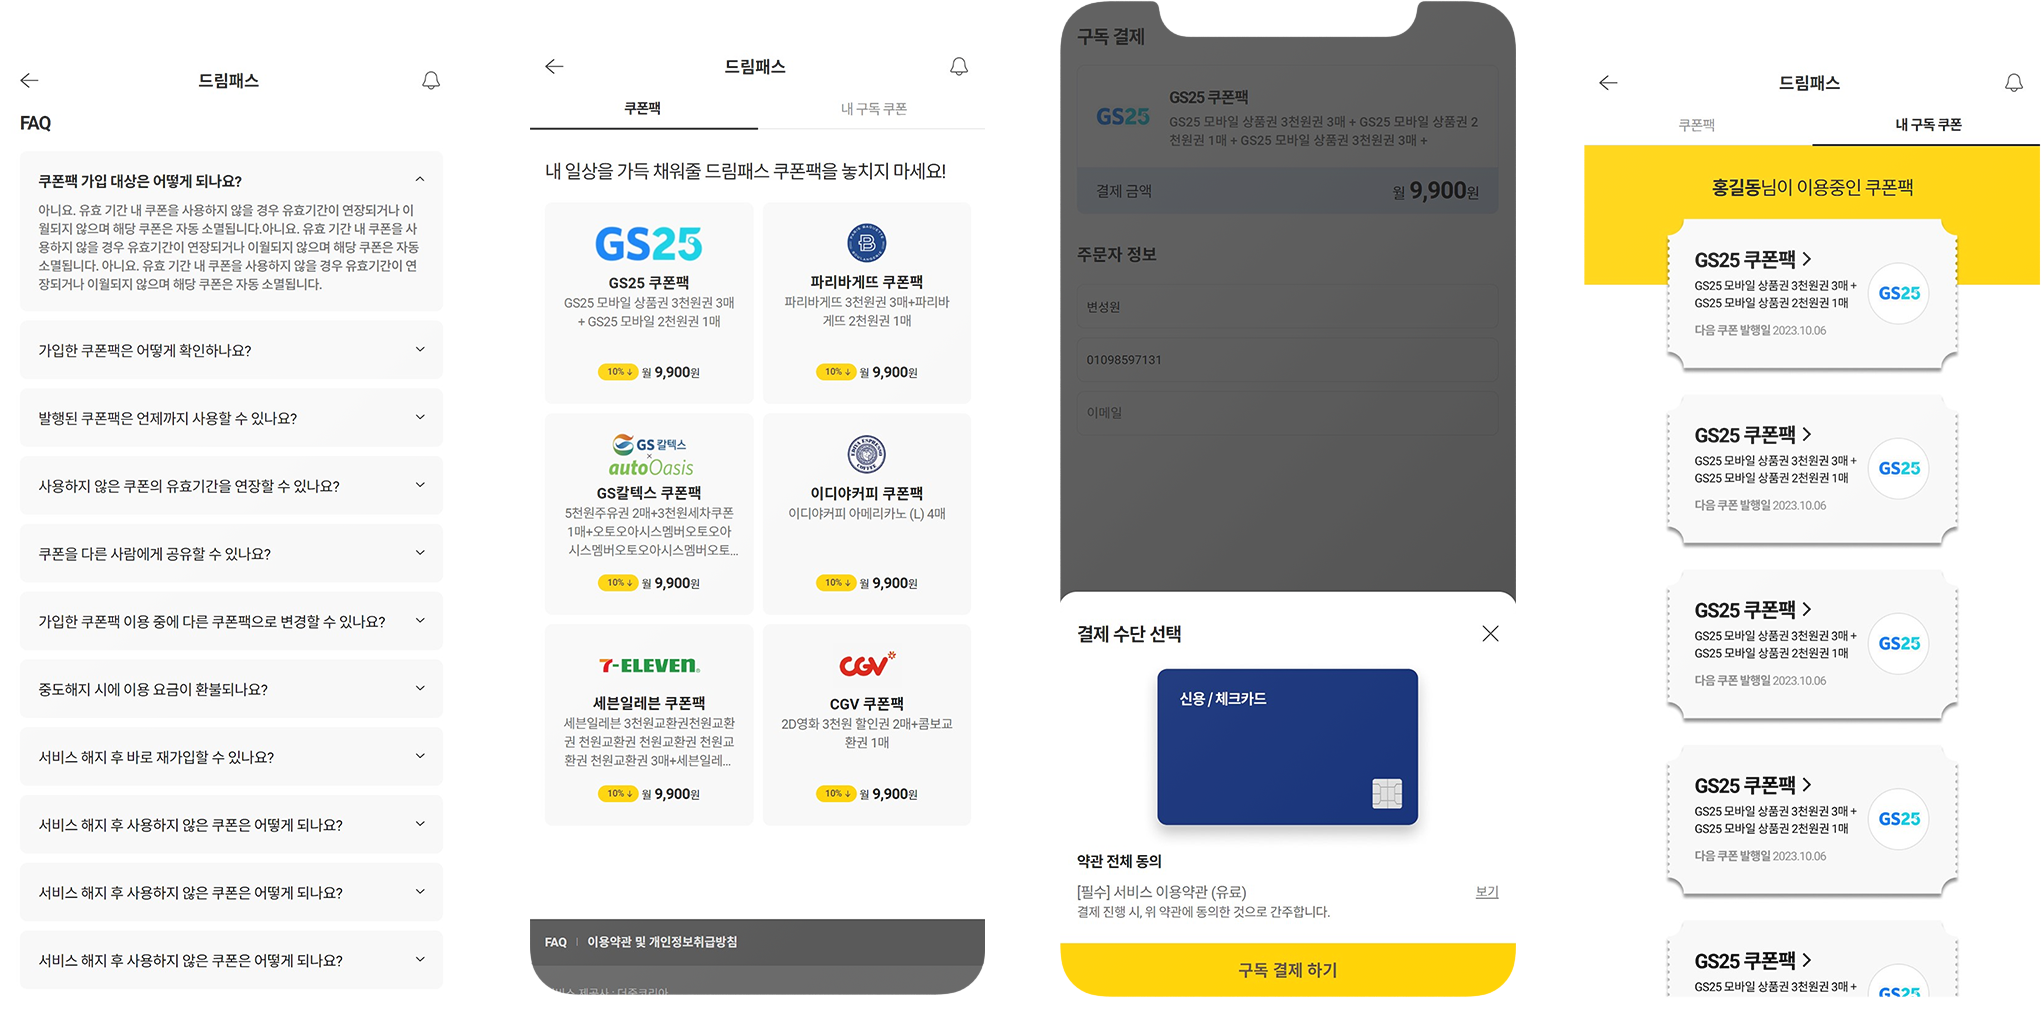 드림패스
FAQ
쿠폰팩 가입 대상은 어떻게 되나요?
아니요. 유효 기간 내 쿠폰을 사용하지 않을 경우 유효기간이 연장되거나 이
월되지 않으며 해당 쿠폰은 자동 소멸됩니다.아니요. 유효 기간 내 쿠폰을 사
용하지 않을 경우 유효기간이 연장되거나 이월되지 않으며 해당 쿠폰은 자동
소멸됩니다. 아니요. 유효 기간 내 쿠폰을 사용하지 않을 경우 유효기간이 연
장되거나 이월되지 않으며 해당 쿠폰은 자동 소멸됩니다.
가입한 쿠폰팩은 어떻게 확인하나요?
발행된 쿠폰팩은 언제까지 사용할 수 있나요?
사용하지 않은 쿠폰의 유효기간을 연장할 수 있나요?
쿠폰을 다른 사람에게 공유할 수 있나요?
가입한 쿠폰팩 이용 중에 다른 쿠폰팩으로 변경할 수 있나요?
중도해지 시에 이용 요금이 환불되나요?
서비스 해지 후 바로 재가입할 수 있나요?
서비스 해지 후 사용하지 않은 쿠폰은 어떻게 되나요?
서비스 해지 후 사용하지 않은 쿠폰은 어떻게 되나요?
서비스 해지 후 사용하지 않은 쿠폰은 어떻게 되나요?
드림패스
쿠폰팩
내 구독 쿠폰
내 일상을 가득 채워줄 드림패스 쿠폰팩을 놓치지 마세요!
GS25
GS25 쿠폰팩
GS25 모바일 상품권 3천원권 3매
+ GS25 모바일 2천원권 1매
10% ↓ 월 9,900원
파리바게뜨 쿠폰팩
파리바게뜨 3천원권 3매+파리바
게뜨 2천원권 1매
10% ↓ 월 9,900원
GS 칼텍스
×
autoOasis
GS칼텍스 쿠폰팩
5천원주유권 2매+3천원세차쿠폰
1매+오토오아시스멤버오토오아
시스멤버오토오아시스멤버오토...
10% ↓ 월 9,900원
이디야커피 쿠폰팩
이디야커피 아메리카노 (L) 4매
10% ↓ 월 9,900원
7-ELEVEN
세븐일레븐 쿠폰팩
세븐일레븐 3천원교환권천원교환
권 천원교환권 천원교환권 천원교
환권 천원교환권 3매+세븐일레...
10% ↓ 월 9,900원
CGV
CGV 쿠폰팩
2D영화 3천원 할인권 2매+콤보교
환권 1매
10% ↓ 월 9,900원
FAQ | 이용약관 및 개인정보취급방침
구독 결제
GS25
GS25 쿠폰팩
GS25 모바일 상품권 3천원권 3매 + GS25 모바일 상품권 2
천원권 1매 + GS25 모바일 상품권 3천원권 3매 +
결제 금액
월 9,900원
주문자 정보
변성원
01098597131
이메일
결제 수단 선택
신용 / 체크카드
약관 전체 동의
[필수] 서비스 이용약관 (유료)
보기
결제 진행 시, 위 약관에 동의한 것으로 간주합니다.
구독 결제 하기
드림패스
쿠폰팩
내 구독 쿠폰
홍길동님이 이용중인 쿠폰팩
GS25 쿠폰팩
GS25 모바일 상품권 3천원권 3매 +
GS25 모바일 상품권 2천원권 1매
다음 쿠폰 발행일 2023.10.06
GS25
GS25 쿠폰팩
GS25 모바일 상품권 3천원권 3매 +
GS25 모바일 상품권 2천원권 1매
다음 쿠폰 발행일 2023.10.06
GS25
GS25 쿠폰팩
GS25 모바일 상품권 3천원권 3매 +
GS25 모바일 상품권 2천원권 1매
다음 쿠폰 발행일 2023.10.06
GS25
GS25 쿠폰팩
GS25 모바일 상품권 3천원권 3매 +
GS25 모바일 상품권 2천원권 1매
다음 쿠폰 발행일 2023.10.06
GS25
GS25 쿠폰팩
GS25 모바일 상품권 3천원권 3매 +
GS25